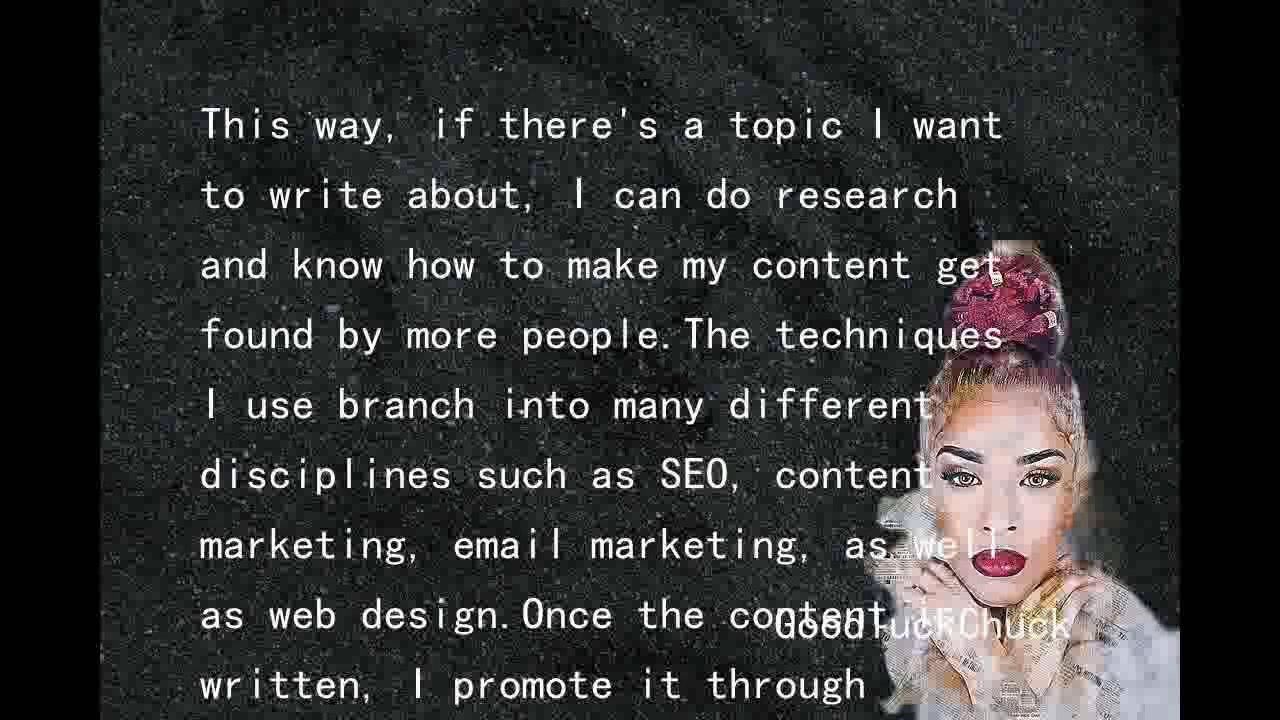 This way, if there's a topic I want
to write about, I can do research
and know how to make my content get
found by more people.The techniques
I use branch into many different
disciplines such as SEO, content
marketing, email marketing, as well
as web design.Once the content is
GoodluckChuck
written, I promote it through